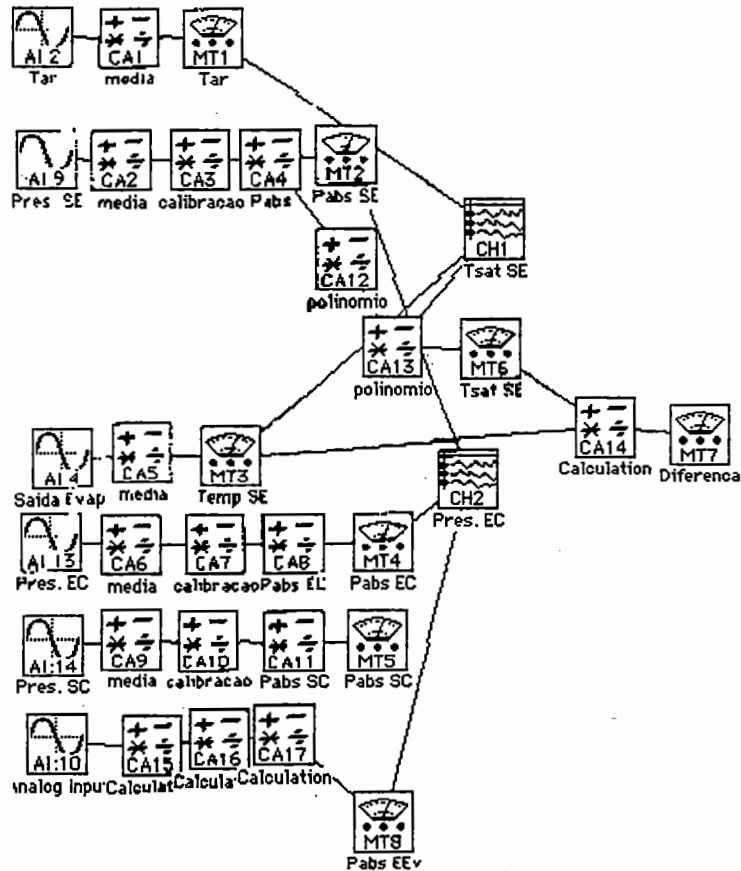 AI 2 CA1 MT1
Tar media Tar
AI 9 CA2 CA3 CA4 MT2
Pres SE media calibracao Pabs Pabs SE
CH1
Tsat SE
CA12
polinomio
CA13 MT6
polinomio Tsat SE
AI 4 CA5 MT3 CA14 MT7
Saida Evap media Temp SE Calculation Diferenca
CH2
Pres. EC
AI 13 CA6 CA7 CA8 MT4
Pres. EC media calibracao Pabs EC
AI:14 CA9 CA10 CA11 MT5
Pres. SC media calibracao Pabs SC Pabs SC
AI:10 CA15 CA16 CA17
nalog Inpu Calculat Calcula Calculation
MT8
Pabs EEv